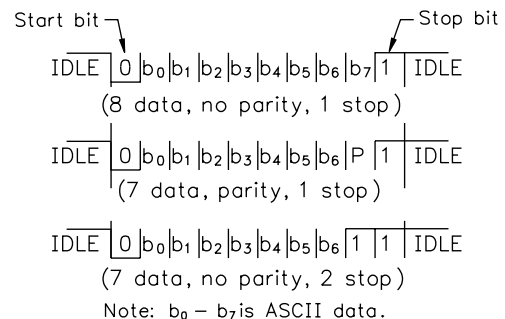 Start bit Stop bit
IDLE 0 b₀ b₁ b₂ b₃ b₄ b₅ b₆ b₇ 1 IDLE
(8 data, no parity, 1 stop)
IDLE 0 b₀ b₁ b₂ b₃ b₄ b₅ b₆ P 1 IDLE
(7 data, parity, 1 stop)
IDLE 0 b₀ b₁ b₂ b₃ b₄ b₅ b₆ 1 1 IDLE
(7 data, no parity, 2 stop)
Note: b₀ – b₇ is ASCII data.